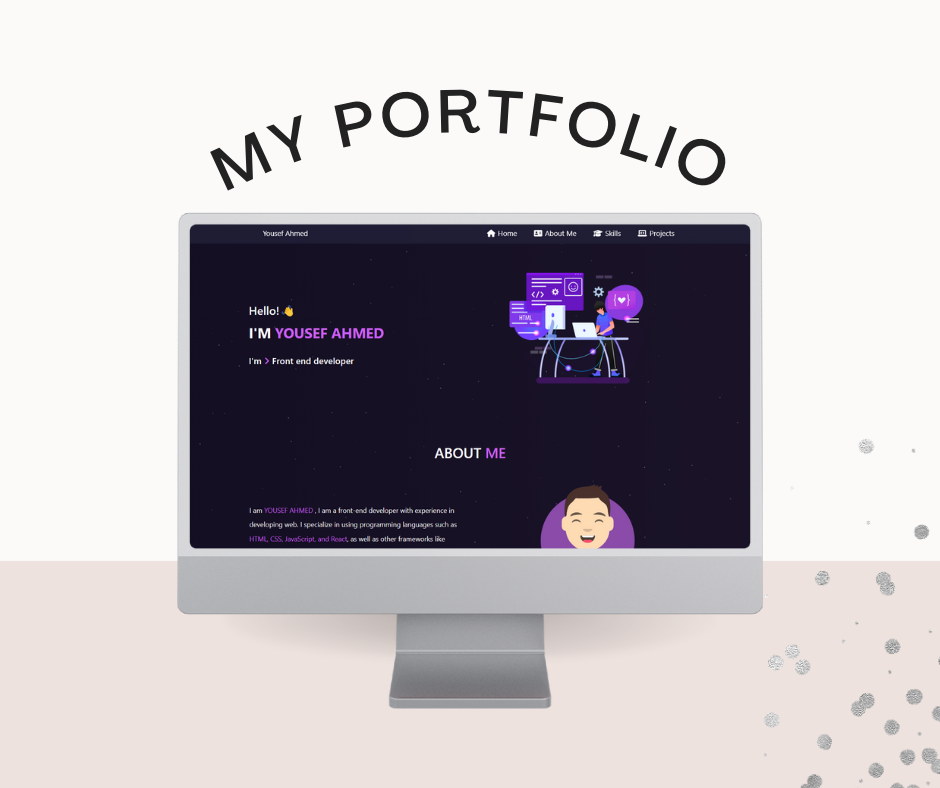 MY PORTFOLIO
Yousef Ahmed
Home About Me Skills Projects
</>
HTML
Hello! 👋
I'M YOUSEF AHMED
I'm > Front end developer
ABOUT ME
I am YOUSEF AHMED , I am a front-end developer with experience in
developing web. I specialize in using programming languages such as
HTML, CSS, JavaScript, and React, as well as other frameworks like